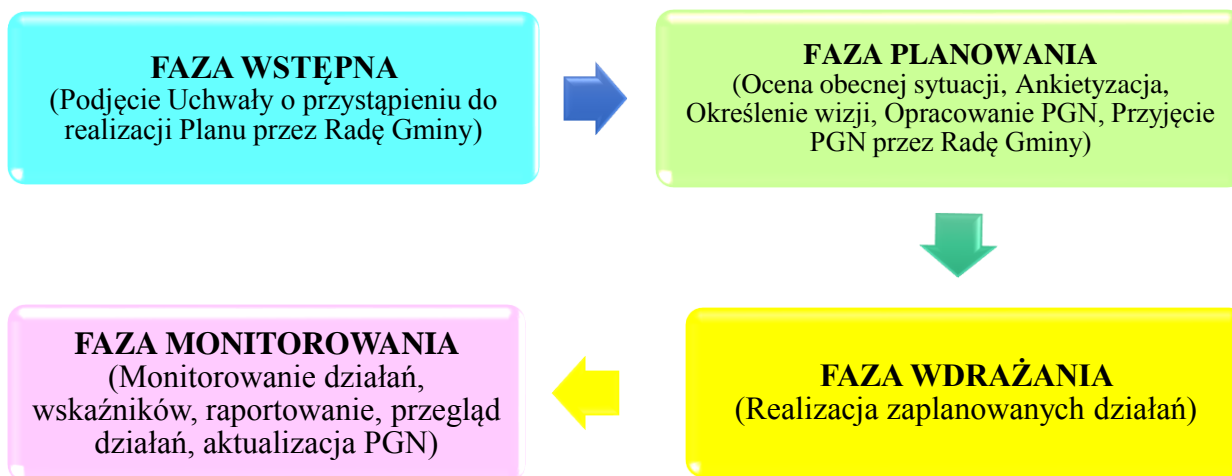 FAZA WSTĘPNA
(Podjęcie Uchwały o przystąpieniu do
realizacji Planu przez Radę Gminy)
FAZA PLANOWANIA
(Ocena obecnej sytuacji, Ankietyzacja,
Określenie wizji, Opracowanie PGN, Przyjęcie
PGN przez Radę Gminy)
FAZA WDRAŻANIA
(Realizacja zaplanowanych działań)
FAZA MONITOROWANIA
(Monitorowanie działań,
wskaźników, raportowanie, przegląd
działań, aktualizacja PGN)